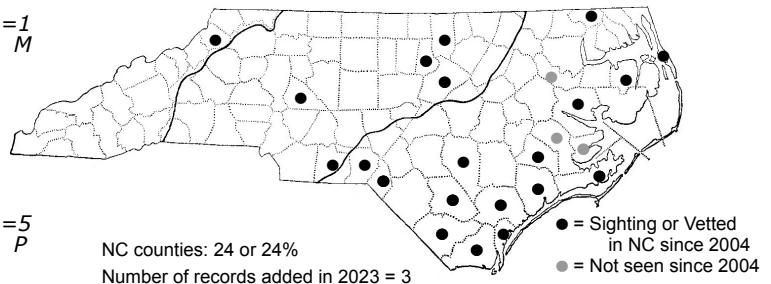 =1
M
=5
P
NC counties: 24 or 24%
Number of records added in 2023 = 3
= Sighting or Vetted
in NC since 2004
= Not seen since 2004